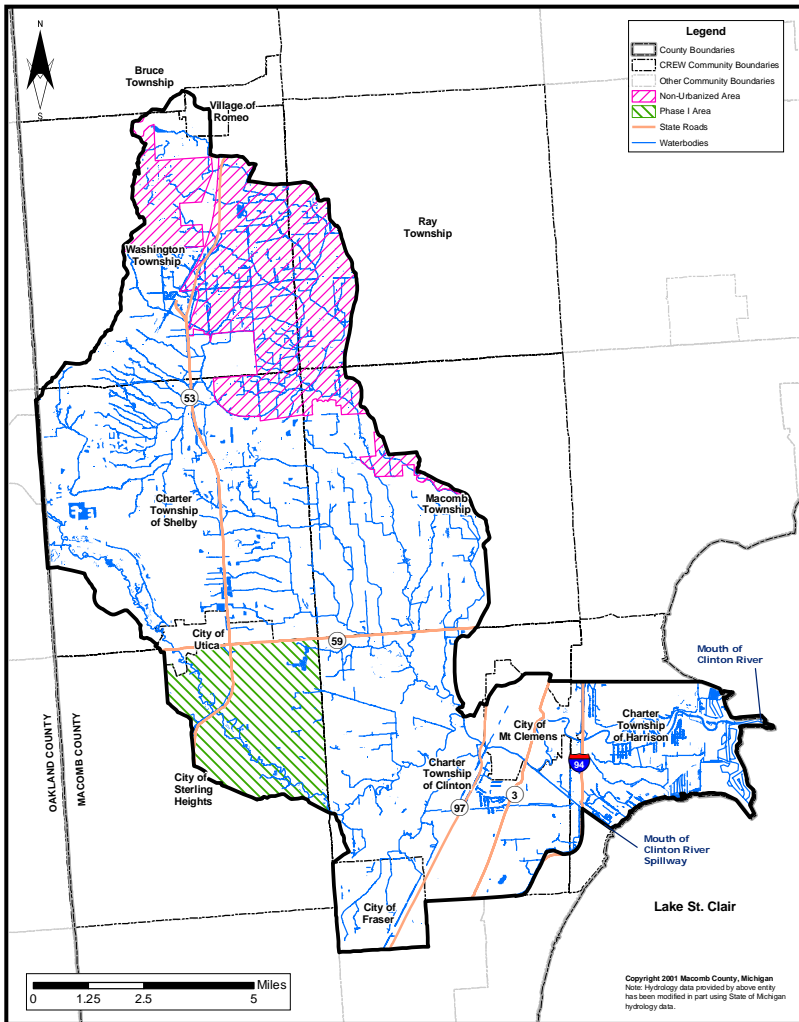 N
S
Legend
County Boundaries
CREW Community Boundaries
Other Community Boundaries
Non-Urbanized Area
Phase I Area
State Roads
Waterbodies
Bruce
Township
Village of
Romeo
Ray
Township
Washington
Township
53
Charter
Township
of Shelby
Macomb
Township
City of
Utica
59
Mouth of
Clinton River
Charter
Township
of Harrison
City of
Mt Clemens
94
Charter
Township
of Clinton
City of
Sterling
Heights
97
3
OAKLAND COUNTY
MACOMB COUNTY
Mouth of
Clinton River
Spillway
City of
Fraser
Lake St. Clair
Miles
0 1.25 2.5 5
Copyright 2001 Macomb County, Michigan
Note: Hydrology data provided by above entity
has been modified in part using State of Michigan
hydrology data.